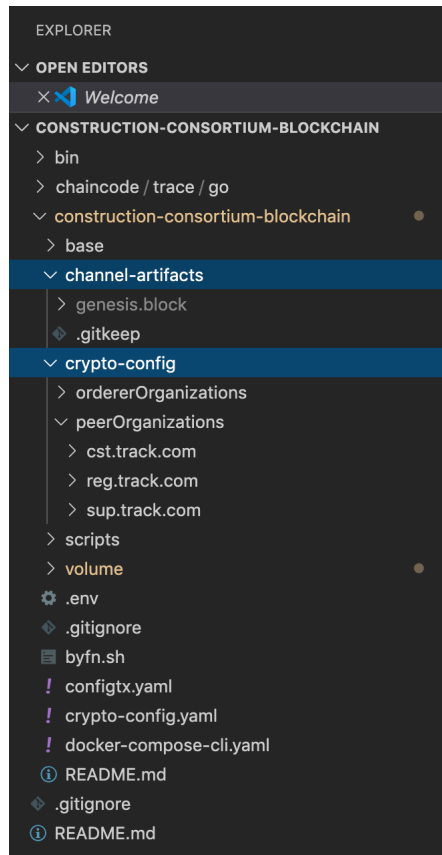 EXPLORER
OPEN EDITORS
Welcome
CONSTRUCTION-CONSORTIUM-BLOCKCHAIN
bin
chaincode / trace / go
construction-consortium-blockchain
base
channel-artifacts
genesis.block
.gitkeep
crypto-config
ordererOrganizations
peerOrganizations
cst.track.com
reg.track.com
sup.track.com
scripts
volume
.env
.gitignore
byfn.sh
! configtx.yaml
! crypto-config.yaml
! docker-compose-cli.yaml
README.md
.gitignore
README.md